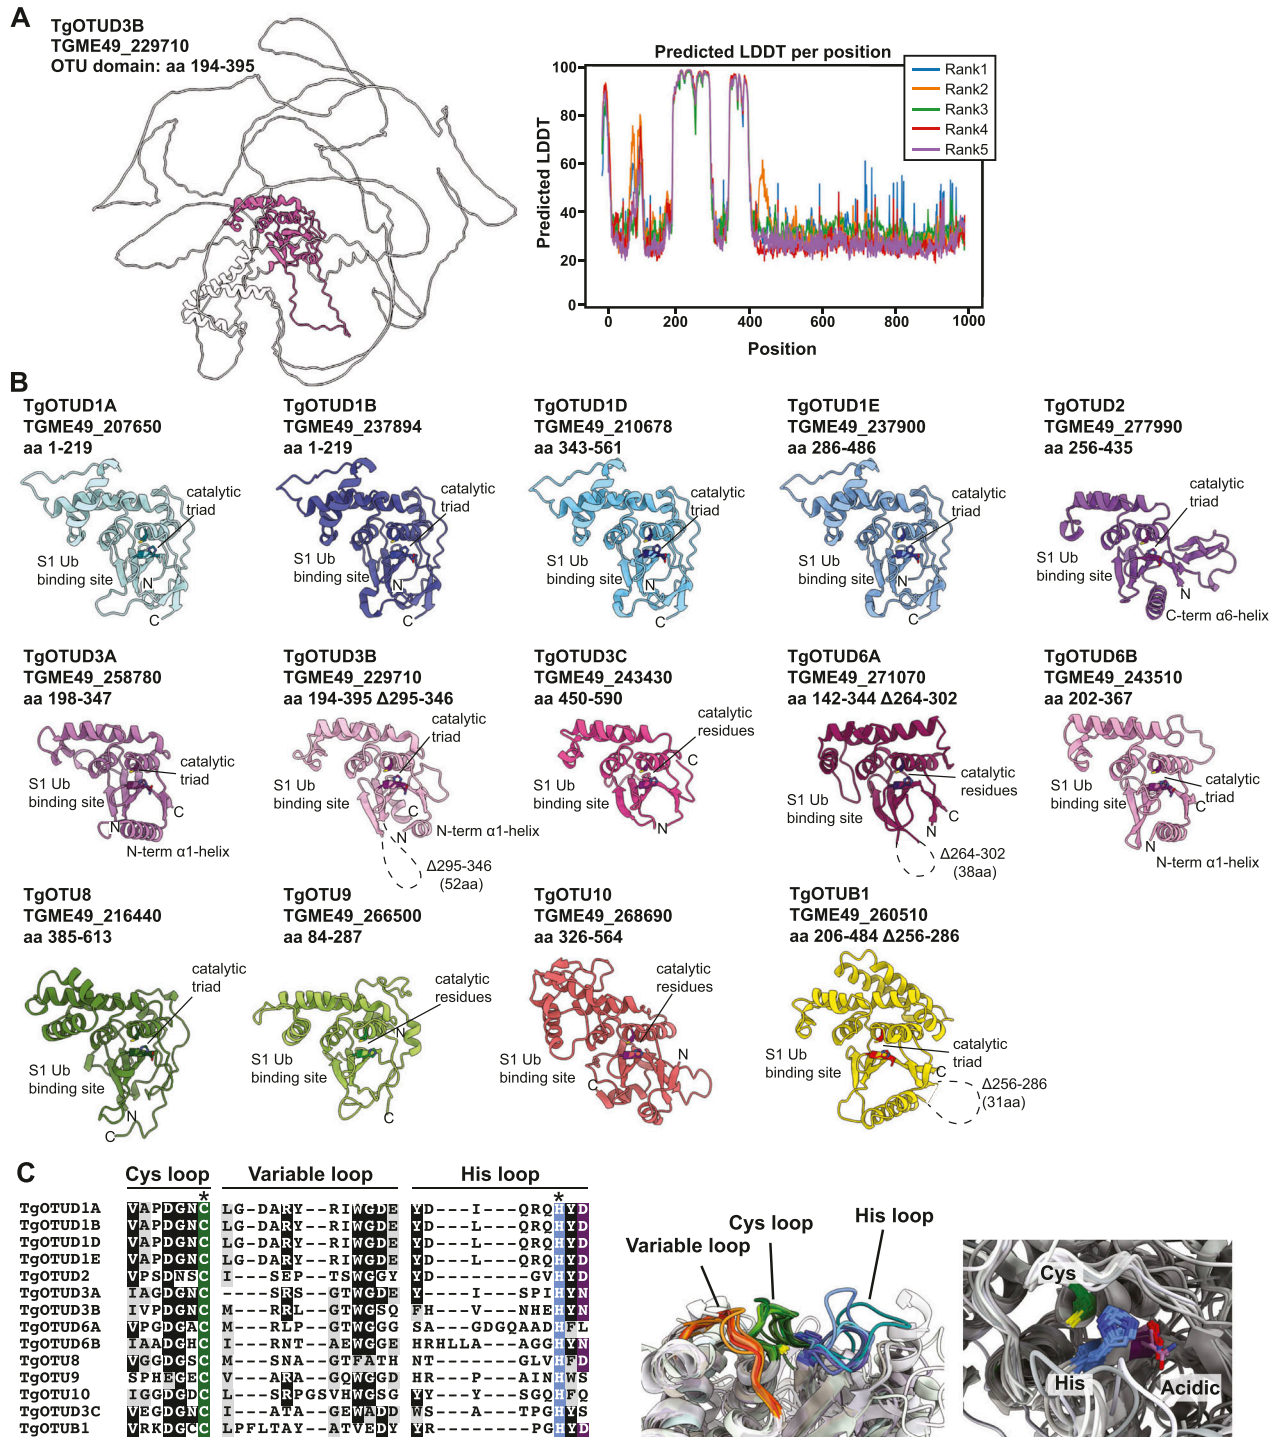 A
TgOTUD3B
TGME49_229710
OTU domain: aa 194-395
Predicted LDDT per position
Rank1
Rank2
Rank3
Rank4
Rank5
Predicted LDDT
100
80
60
40
20
0
0 200 400 600 800 1000
Position
B
TgOTUD1A
TGME49_207650
aa 1-219
catalytic
triad
S1 Ub
binding site
N
C
TgOTUD1B
TGME49_237894
aa 1-219
catalytic
triad
S1 Ub
binding site
N
C
TgOTUD1D
TGME49_210678
aa 343-561
catalytic
triad
S1 Ub
binding site
N
C
TgOTUD1E
TGME49_237900
aa 286-486
catalytic
triad
S1 Ub
binding site
N
C
TgOTUD2
TGME49_277990
aa 256-435
catalytic
triad
S1 Ub
binding site
N
C-term α6-helix
TgOTUD3A
TGME49_258780
aa 198-347
catalytic
triad
S1 Ub
binding site
C
N
N-term α1-helix
TgOTUD3B
TGME49_229710
aa 194-395 Δ295-346
catalytic
triad
S1 Ub
binding site
C
N
N-term α1-helix
Δ295-346
(52aa)
TgOTUD3C
TGME49_243430
aa 450-590
catalytic
residues
C
S1 Ub
binding site
N
TgOTUD6A
TGME49_271070
aa 142-344 Δ264-302
catalytic
residues
S1 Ub
binding site
C
N
Δ264-302
(38aa)
TgOTUD6B
TGME49_243510
aa 202-367
catalytic
triad
S1 Ub
binding site
C
N
N-term α1-helix
TgOTU8
TGME49_216440
aa 385-613
catalytic
triad
S1 Ub
binding site
N
C
TgOTU9
TGME49_266500
aa 84-287
catalytic
residues
N
S1 Ub
binding site
C
TgOTU10
TGME49_268690
aa 326-564
catalytic
residues
S1 Ub
binding site
N
C
TgOTUB1
TGME49_260510
aa 206-484 Δ256-286
catalytic
triad
S1 Ub
binding site
C
Δ256-286
(31aa)
N
C
Cys loop Variable loop His loop
* *
TgOTUD1A VAPDGNC LG-DARY--RIWGDE YD---I---QRQHYD
TgOTUD1B VAPDGNC LG-DARY--RIWGDE YD---L---QRQHYD
TgOTUD1D VAPDGNC LG-DARY--RIWGDE YD---L---QRQHYD
TgOTUD1E VAPDGNC LG-DARY--RIWGDE YD---L---QRQHYD
TgOTUD2 VPSDNSC I---SEP--TSWGGY YD--------GVHYD
TgOTUD3A IAGDGNC ----SRS--GTWGDE Y----I---SPIHYN
TgOTUD3B IVPDGNC M---RRL--GTWGSQ FH---V---NHEHYN
TgOTUD6A VPGDGAC M---RLP--GTWGGG SA---GDGQAADHFL
TgOTUD6B IAADGHC I---RNT--AEWGGE HRHLLA---AGGHYN
TgOTU8 VGGDGSC M---SNA--GTFATH NT-------GLVHFD
TgOTU9 SPHEGEC V---ARA--GQWGGD HR---P---AINHWS
TgOTU10 IGGDGDC L---SRPGSVHWGSG YY---Y---SGQHFQ
TgOTUD3C VEGDGNC I---ATA--GEWADD WS---A---TPGHYS
TgOTUB1 VRKDGCC LPFLTAY--ATVEDY YR--------PGHYD
Cys loop
His loop
Variable loop
Cys
His
Acidic